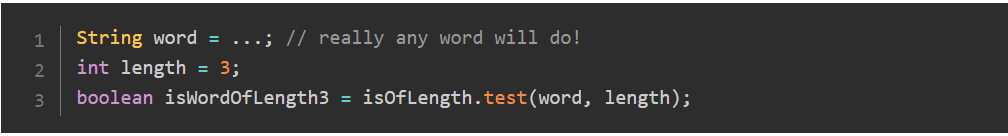 1 String word = ...; // really any word will do!
2 int length = 3;
3 boolean isWordOfLength3 = isOfLength.test(word, length);